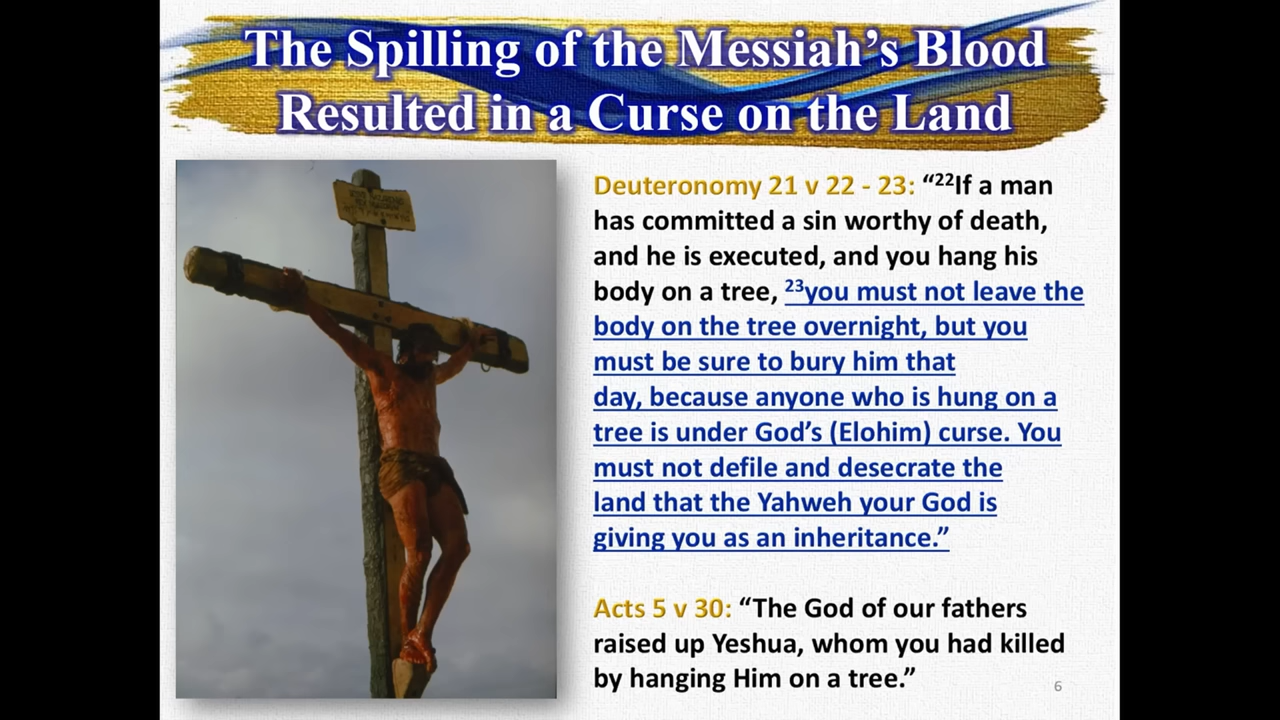 The Spilling of the Messiah’s Blood
Resulted in a Curse on the Land
Deuteronomy 21 v 22 - 23: “²²If a man
has committed a sin worthy of death,
and he is executed, and you hang his
body on a tree, ²³you must not leave the
body on the tree overnight, but you
must be sure to bury him that
day, because anyone who is hung on a
tree is under God’s (Elohim) curse. You
must not defile and desecrate the
land that the Yahweh your God is
giving you as an inheritance.”
Acts 5 v 30: “The God of our fathers
raised up Yeshua, whom you had killed
by hanging Him on a tree.”
6